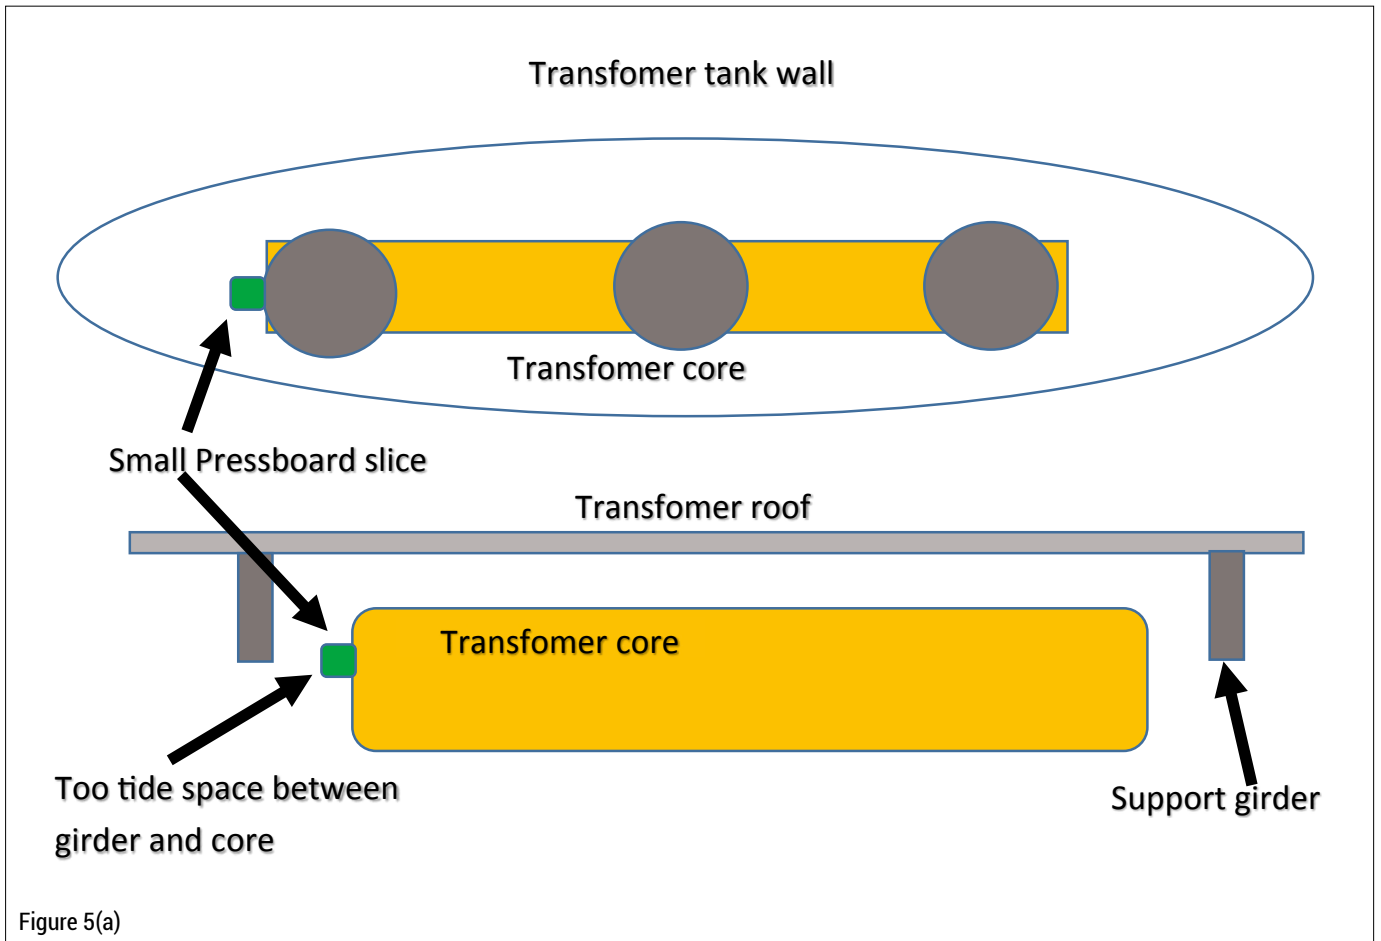 Transfomer tank wall
Transfomer core
Small Pressboard slice
Transfomer roof
Transfomer core
Too tide space between
girder and core
Support girder
Figure 5(a)